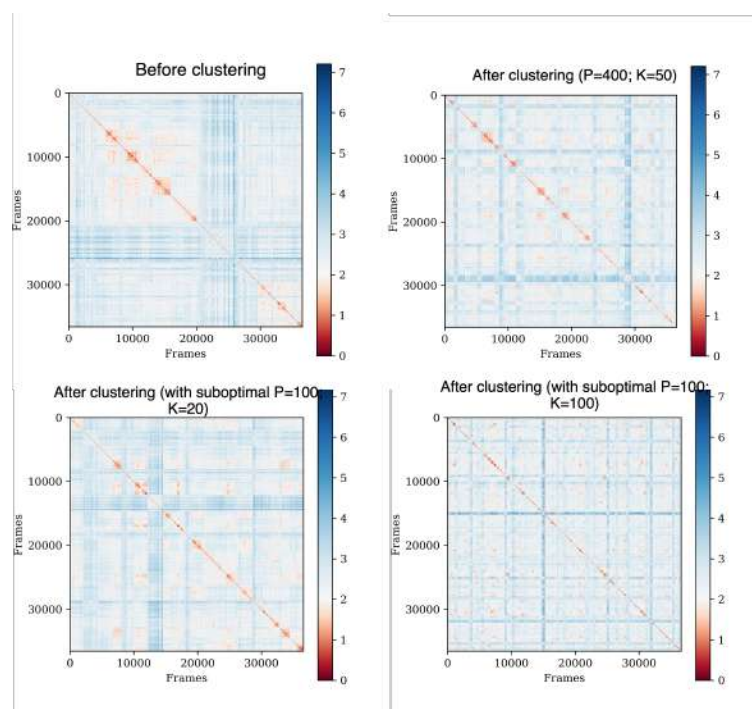 Before clustering
0
10000
20000
30000
Frames
0 10000 20000 30000
Frames
7
6
5
4
3
2
1
0
After clustering (P=400; K=50)
0
10000
20000
30000
Frames
0 10000 20000 30000
Frames
7
6
5
4
3
2
1
0
After clustering (with suboptimal P=100
K=20)
0
10000
20000
30000
Frames
0 10000 20000 30000
Frames
7
6
5
4
3
2
1
0
After clustering (with suboptimal P=100;
K=100)
0
10000
20000
30000
Frames
0 10000 20000 30000
Frames
7
6
5
4
3
2
1
0